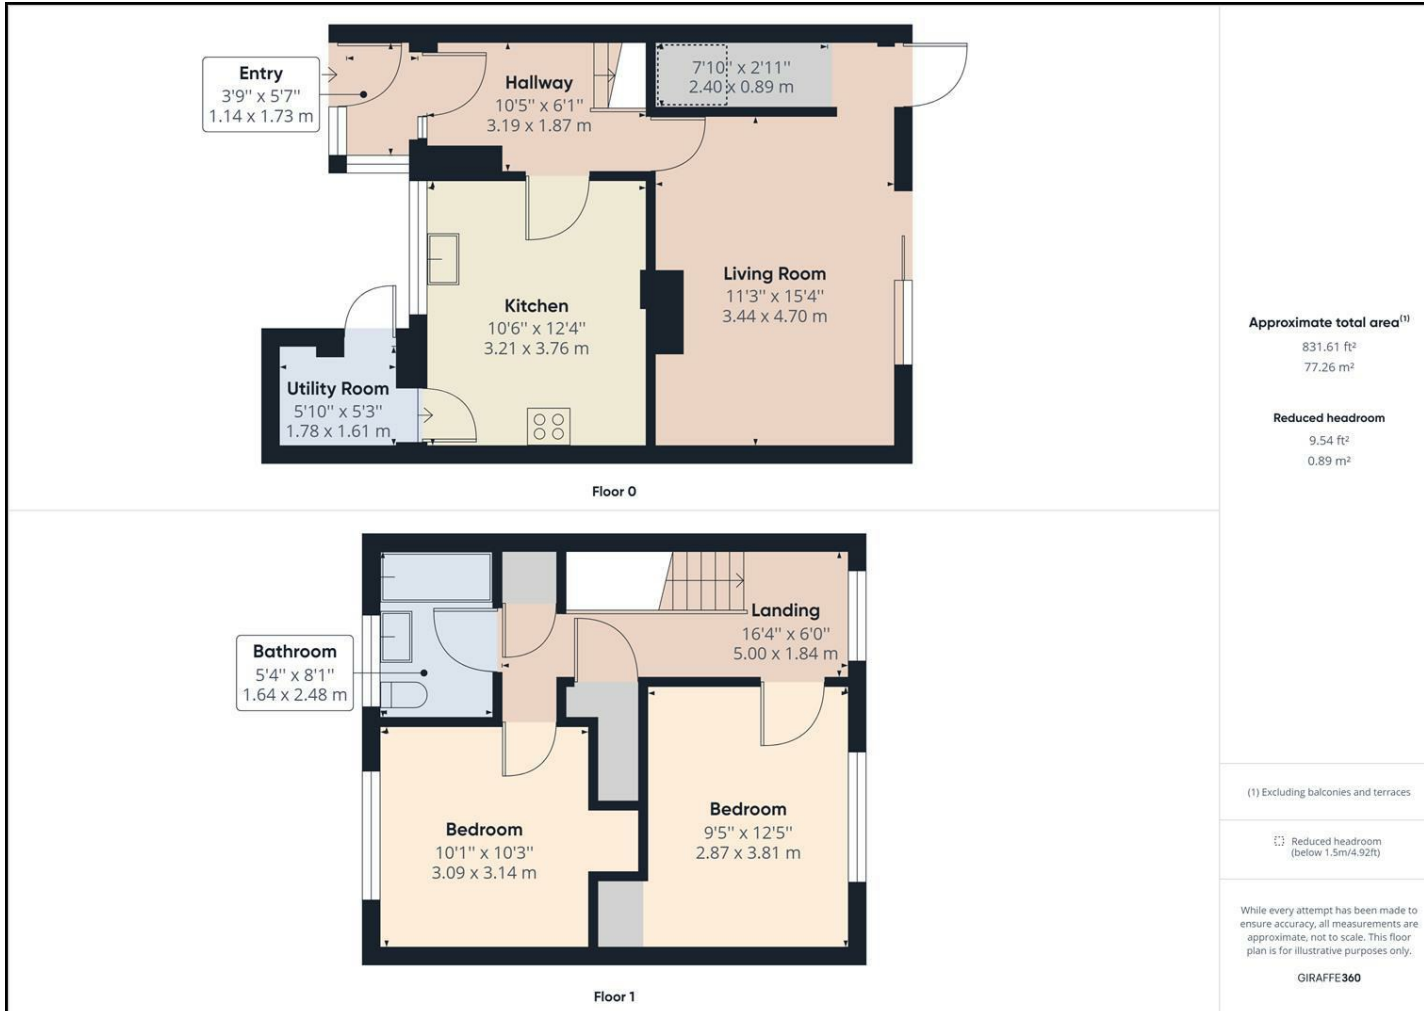 Entry
3'9" x 5'7"
1.14 x 1.73 m
Hallway
10'5" x 6'1"
3.19 x 1.87 m
7'10" x 2'11"
2.40 x 0.89 m
Living Room
11'3" x 15'4"
3.44 x 4.70 m
Kitchen
10'6" x 12'4"
3.21 x 3.76 m
Utility Room
5'10" x 5'3"
1.78 x 1.61 m
Floor 0
Landing
16'4" x 6'0"
5.00 x 1.84 m
Bathroom
5'4" x 8'1"
1.64 x 2.48 m
Bedroom
10'1" x 10'3"
3.09 x 3.14 m
Bedroom
9'5" x 12'5"
2.87 x 3.81 m
Floor 1
Approximate total area(1)
831.61 ft²
77.26 m²
Reduced headroom
9.54 ft²
0.89 m²
(1) Excluding balconies and terraces
Reduced headroom
(below 1.5m/4.92ft)
While every attempt has been made to
ensure accuracy, all measurements are
approximate, not to scale. This floor
plan is for illustrative purposes only.
GIRAFFE360